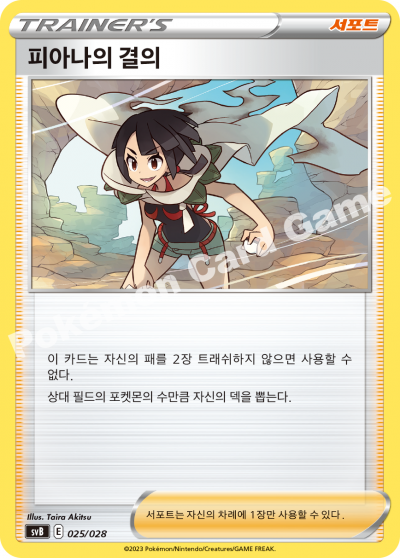 TRAINER'S
서포트
피아나의 결의
Pokémon Card Game
이 카드는 자신의 패를 2장 트래쉬하지 않으면 사용할 수
없다.
상대 필드의 포켓몬의 수만큼 자신의 덱을 뽑는다.
Illus. Taira Akitsu
svB E 025/028
서포트는 자신의 차례에 1장만 사용할 수 있다.
©2023 Pokémon/Nintendo/Creatures/GAME FREAK.